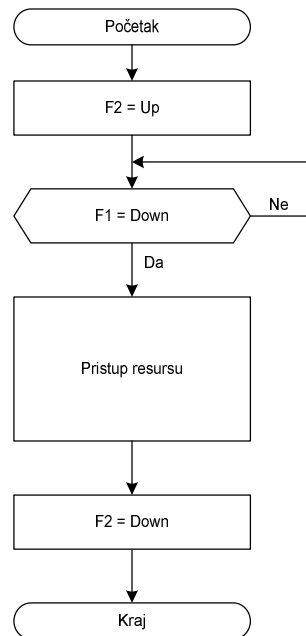 Početak
F2 = Up
F1 = Down
Ne
Da
Pristup resursu
F2 = Down
Kraj